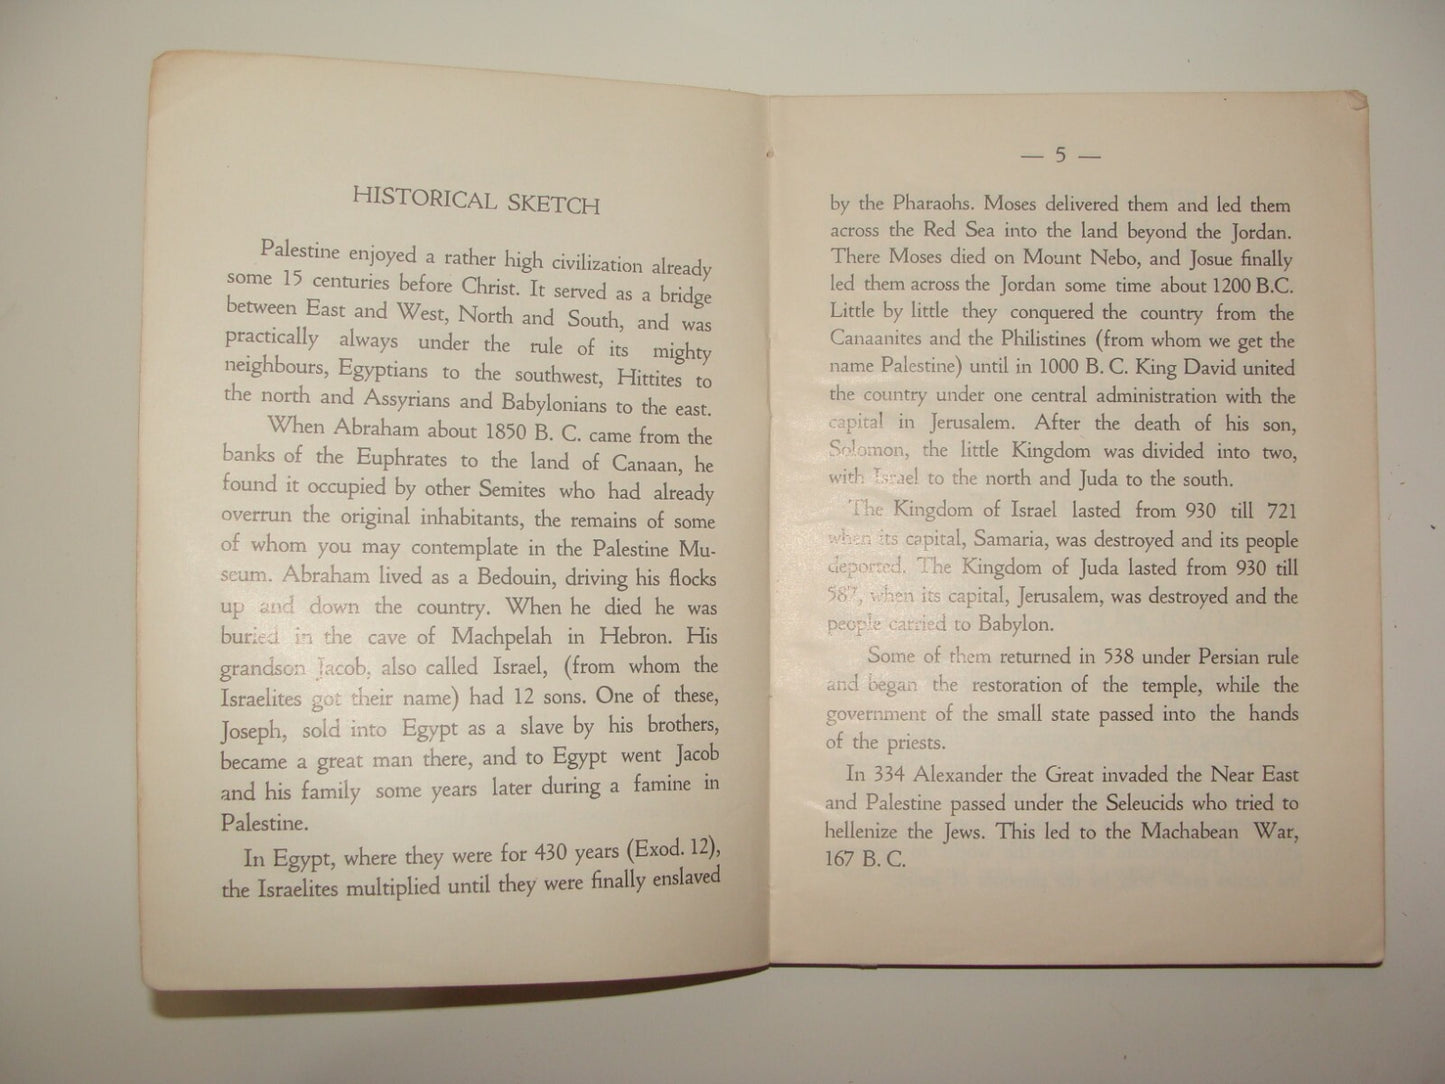 HISTORICAL SKETCH
Palestine enjoyed a rather high civilization already
some 15 centuries before Christ. It served as a bridge
between East and West, North and South, and was
practically always under the rule of its mighty
neighbours, Egyptians to the southwest, Hittites to
the north and Assyrians and Babylonians to the east.
When Abraham about 1850 B. C. came from the
banks of the Euphrates to the land of Canaan, he
found it occupied by other Semites who had already
overrun the original inhabitants, the remains of some
of whom you may contemplate in the Palestine Mu-
seum. Abraham lived as a Bedouin, driving his flocks
up and down the country. When he died he was
buried in the cave of Machpelah in Hebron. His
grandson Jacob, also called Israel, (from whom the
Israelites got their name) had 12 sons. One of these,
Joseph, sold into Egypt as a slave by his brothers,
became a great man there, and to Egypt went Jacob
and his family some years later during a famine in
Palestine.
In Egypt, where they were for 430 years (Exod. 12),
the Israelites multiplied until they were finally enslaved
— 5 —
by the Pharaohs. Moses delivered them and led them
across the Red Sea into the land beyond the Jordan.
There Moses died on Mount Nebo, and Josue finally
led them across the Jordan some time about 1200 B.C.
Little by little they conquered the country from the
Canaanites and the Philistines (from whom we get the
name Palestine) until in 1000 B. C. King David united
the country under one central administration with the
capital in Jerusalem. After the death of his son,
Solomon, the little Kingdom was divided into two,
with Israel to the north and Juda to the south.
The Kingdom of Israel lasted from 930 till 721
when its capital, Samaria, was destroyed and its people
deported. The Kingdom of Juda lasted from 930 till
587, when its capital, Jerusalem, was destroyed and the
people carried to Babylon.
Some of them returned in 538 under Persian rule
and began the restoration of the temple, while the
government of the small state passed into the hands
of the priests.
In 334 Alexander the Great invaded the Near East
and Palestine passed under the Seleucids who tried to
hellenize the Jews. This led to the Machabean War,
167 B. C.